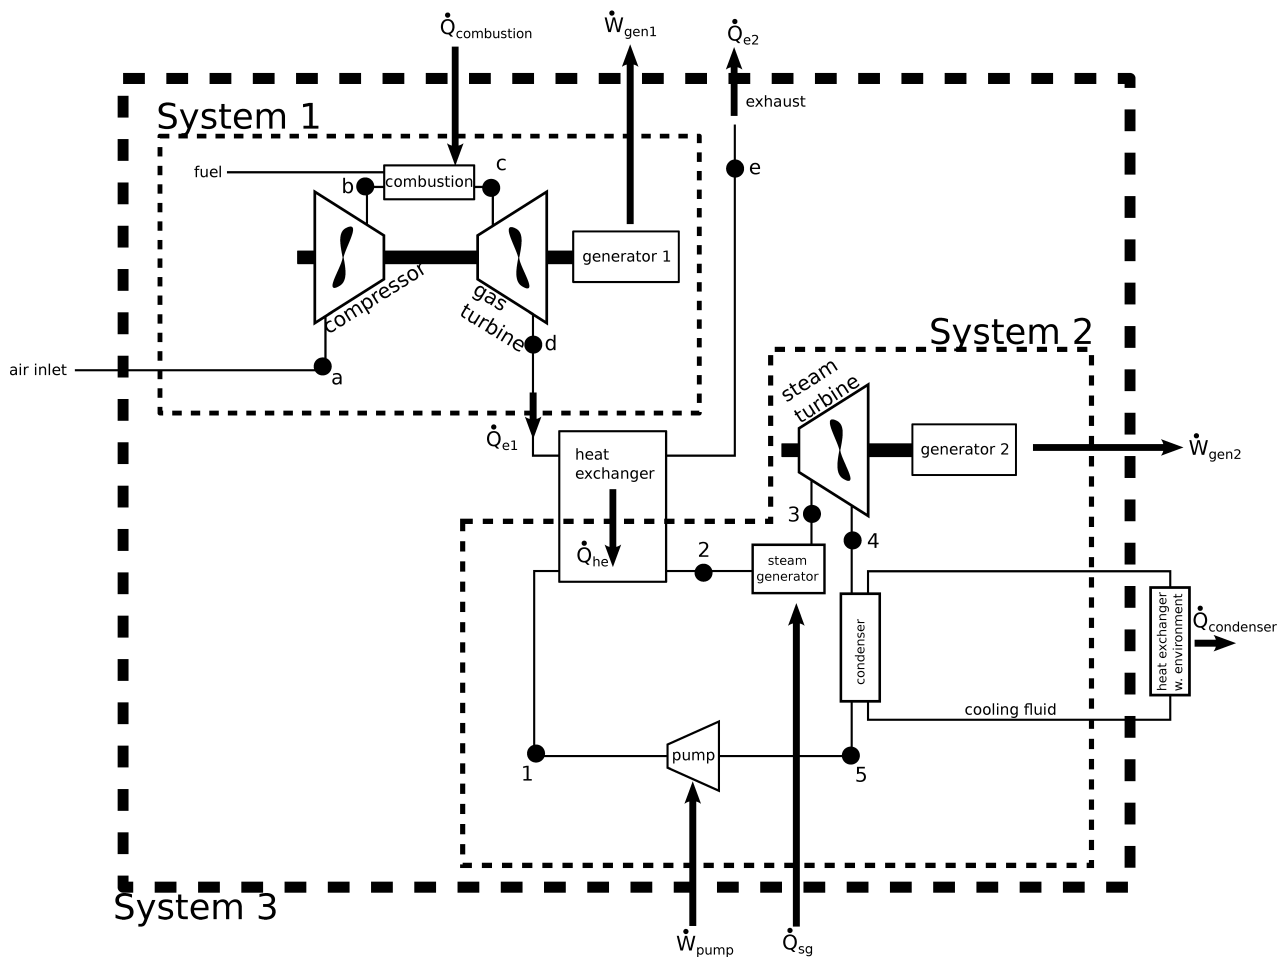 Q̇combustion
Ẇgen1
Q̇e2
exhaust
System 1
fuel
b
combustion
c
e
generator 1
compressor
gas
turbine
d
air inlet
a
System 2
Q̇e1
steam
turbine
heat
exchanger
generator 2
Ẇgen2
3
4
Q̇he
2
steam
generator
condenser
heat exchanger
w. environment
Q̇condenser
cooling fluid
1
pump
5
System 3
Ẇpump
Q̇sg